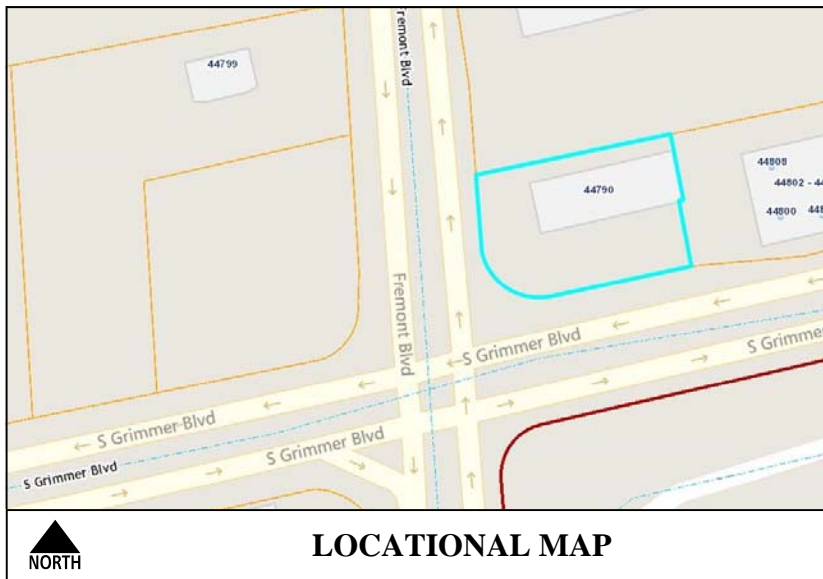 Fremont Blvd
44799
44790
44808
44802 - 44
44800
Fremont Blvd
S Grimmer Blvd
S Grimmer
S Grimmer Blvd
S Grimmer Blvd
S Grimmer Blvd
NORTH
LOCATIONAL MAP